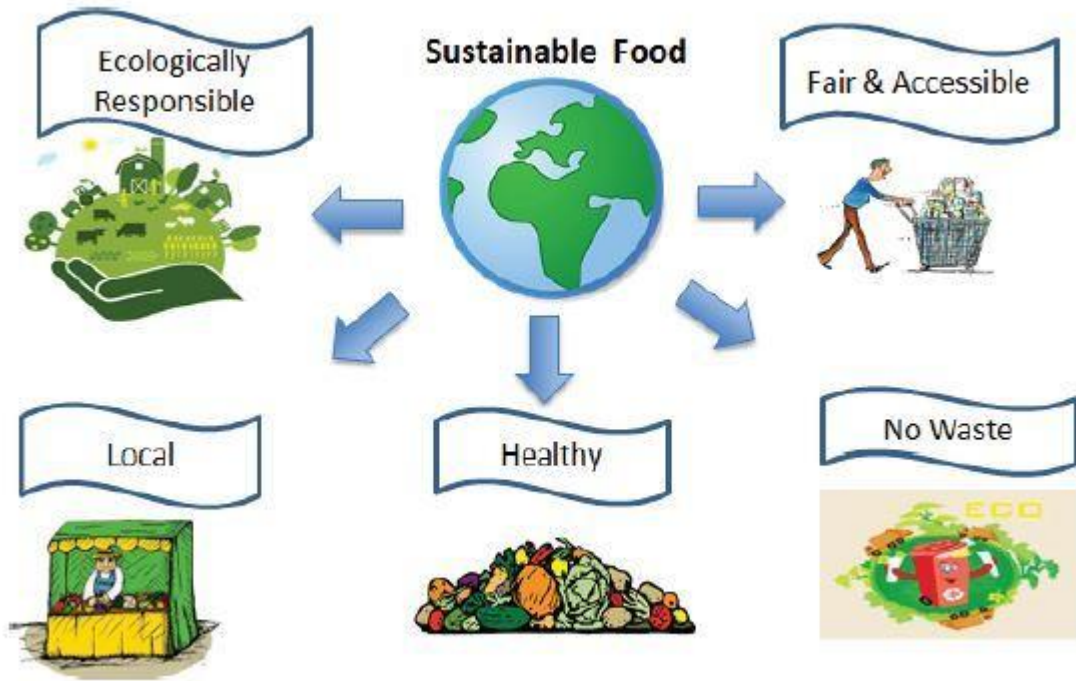 Ecologically
Responsible
Sustainable Food
Fair & Accessible
Local
Healthy
No Waste
ECO